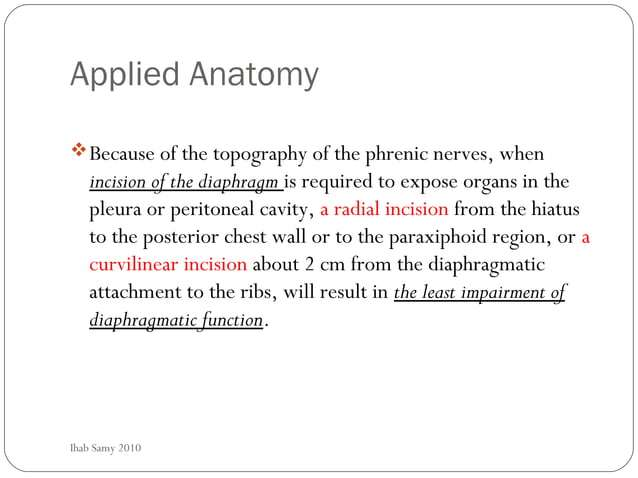 Applied Anatomy
❖Because of the topography of the phrenic nerves, when
incision of the diaphragm is required to expose organs in the
pleura or peritoneal cavity, a radial incision from the hiatus
to the posterior chest wall or to the paraxiphoid region, or a
curvilinear incision about 2 cm from the diaphragmatic
attachment to the ribs, will result in the least impairment of
diaphragmatic function.
Ihab Samy 2010